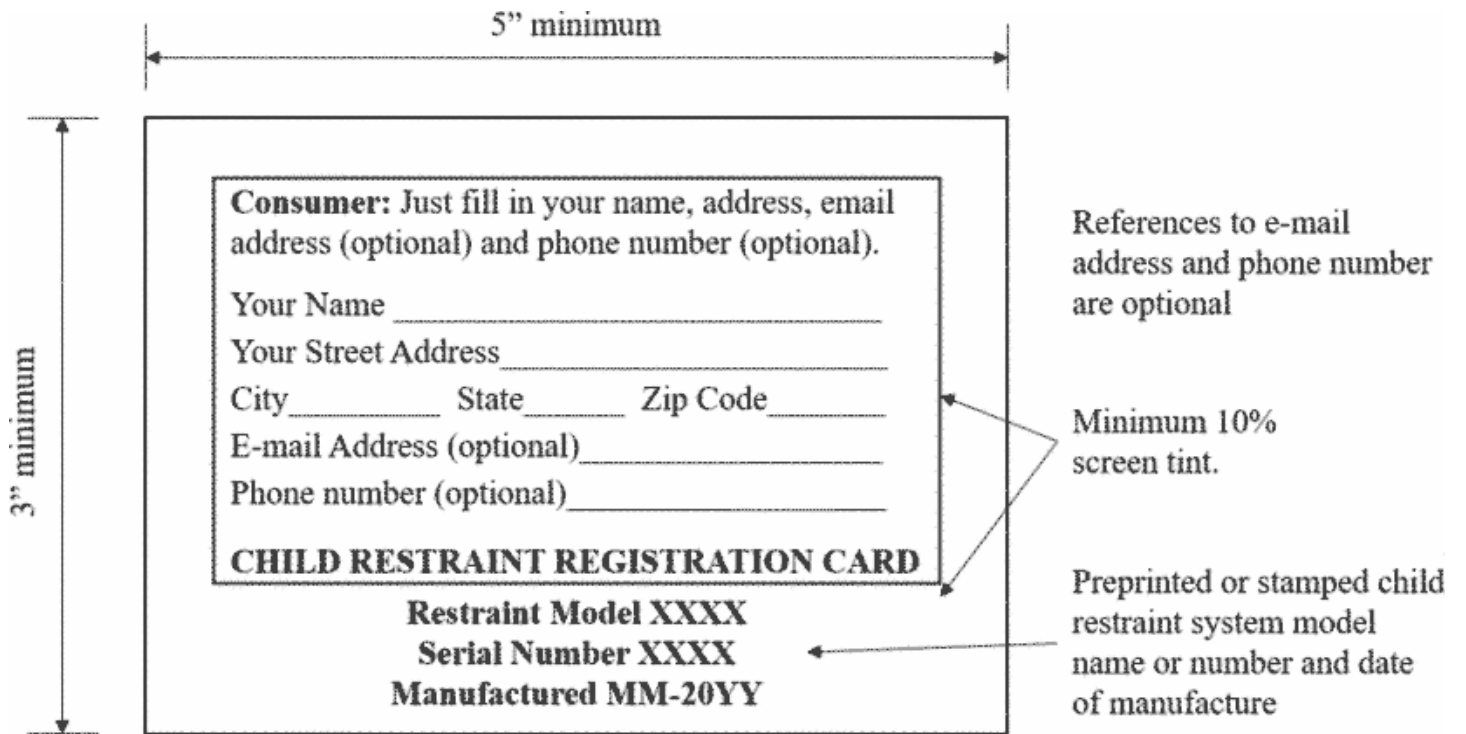 5” minimum
3” minimum
Consumer: Just fill in your name, address, email
address (optional) and phone number (optional).
Your Name
Your Street Address
City State Zip Code
E-mail Address (optional)
Phone number (optional)
CHILD RESTRAINT REGISTRATION CARD
Restraint Model XXXX
Serial Number XXXX
Manufactured MM-20YY
References to e-mail
address and phone number
are optional
Minimum 10%
screen tint.
Preprinted or stamped child
restraint system model
name or number and date
of manufacture